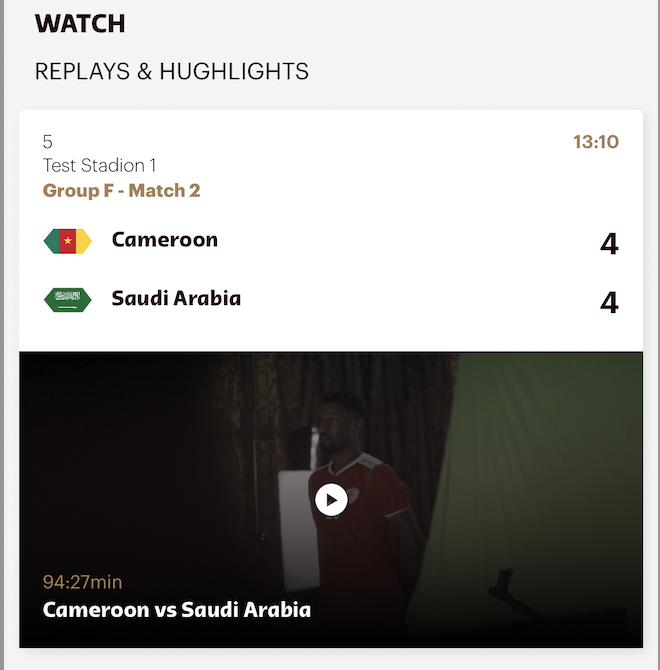 WATCH
REPLAYS & HUGHLIGHTS
5
13:10
Test Stadion 1
Group F - Match 2
Cameroon
4
Saudi Arabia
4
94:27min
Cameroon vs Saudi Arabia